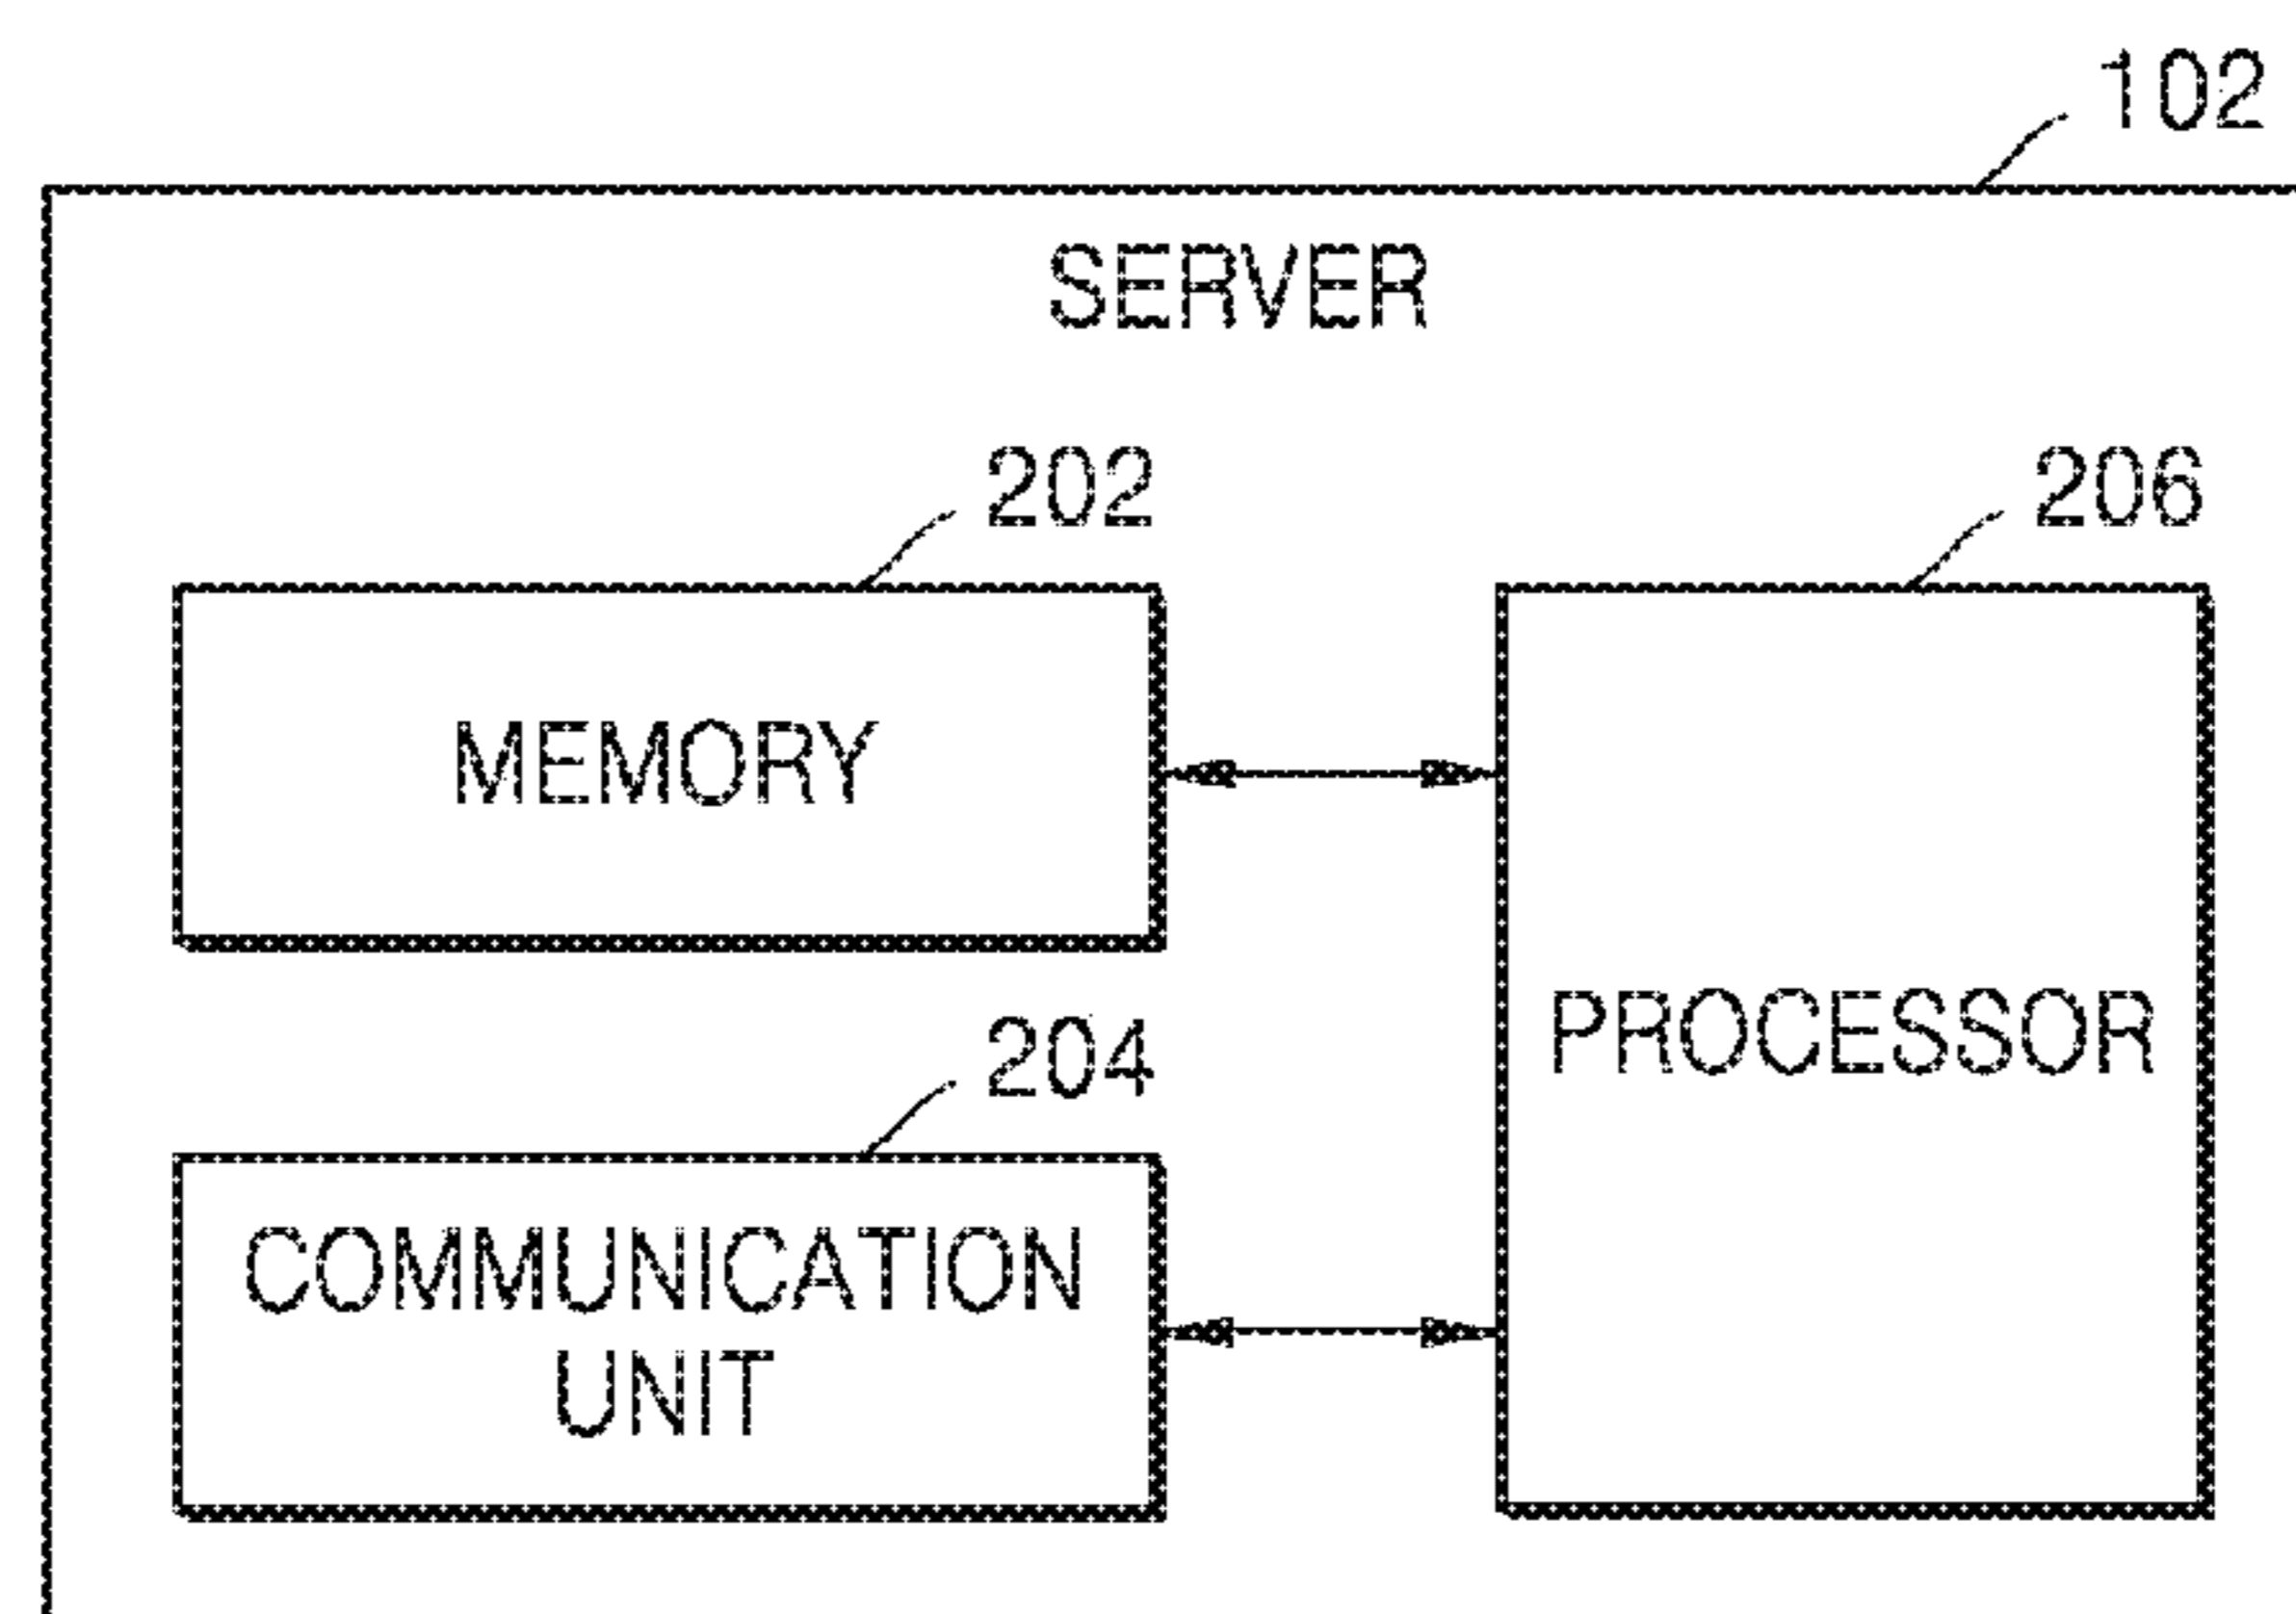 102
SERVER
202
206
MEMORY
PROCESSOR
204
COMMUNICATION
UNIT